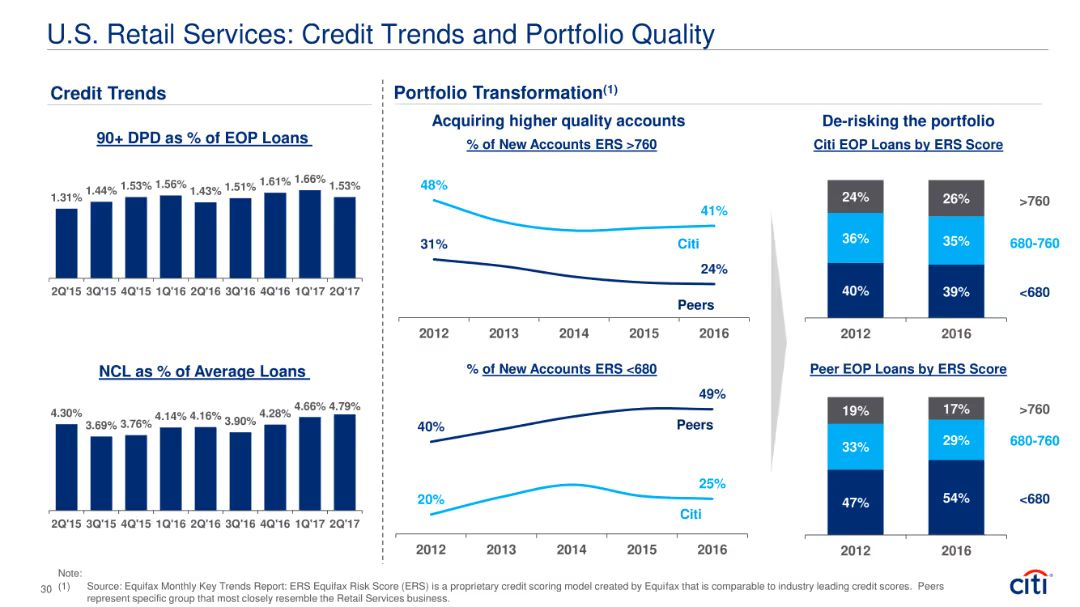 U.S. Retail Services: Credit Trends and Portfolio Quality
Credit Trends
90+ DPD as % of EOP Loans
1.31% 1.44% 1.53% 1.56% 1.43% 1.51% 1.61% 1.66% 1.53%
2Q'15 3Q'15 4Q'15 1Q'16 2Q'16 3Q'16 4Q'16 1Q'17 2Q'17
NCL as % of Average Loans
4.30% 3.69% 3.76% 4.14% 4.16% 3.90% 4.28% 4.66% 4.79%
2Q'15 3Q'15 4Q'15 1Q'16 2Q'16 3Q'16 4Q'16 1Q'17 2Q'17
Portfolio Transformation(1)
Acquiring higher quality accounts
% of New Accounts ERS >760
48%
41%
Citi
31%
24%
Peers
2012 2013 2014 2015 2016
% of New Accounts ERS <680
49%
40%
Peers
25%
20%
Citi
2012 2013 2014 2015 2016
De-risking the portfolio
Citi EOP Loans by ERS Score
24% 26% >760
36% 35% 680-760
40% 39% <680
2012 2016
Peer EOP Loans by ERS Score
19% 17% >760
33% 29% 680-760
47% 54% <680
2012 2016
Note:
30 (1) Source: Equifax Monthly Key Trends Report: ERS Equifax Risk Score (ERS) is a proprietary credit scoring model created by Equifax that is comparable to industry leading credit scores. Peers
represent specific group that most closely resemble the Retail Services business.
citi